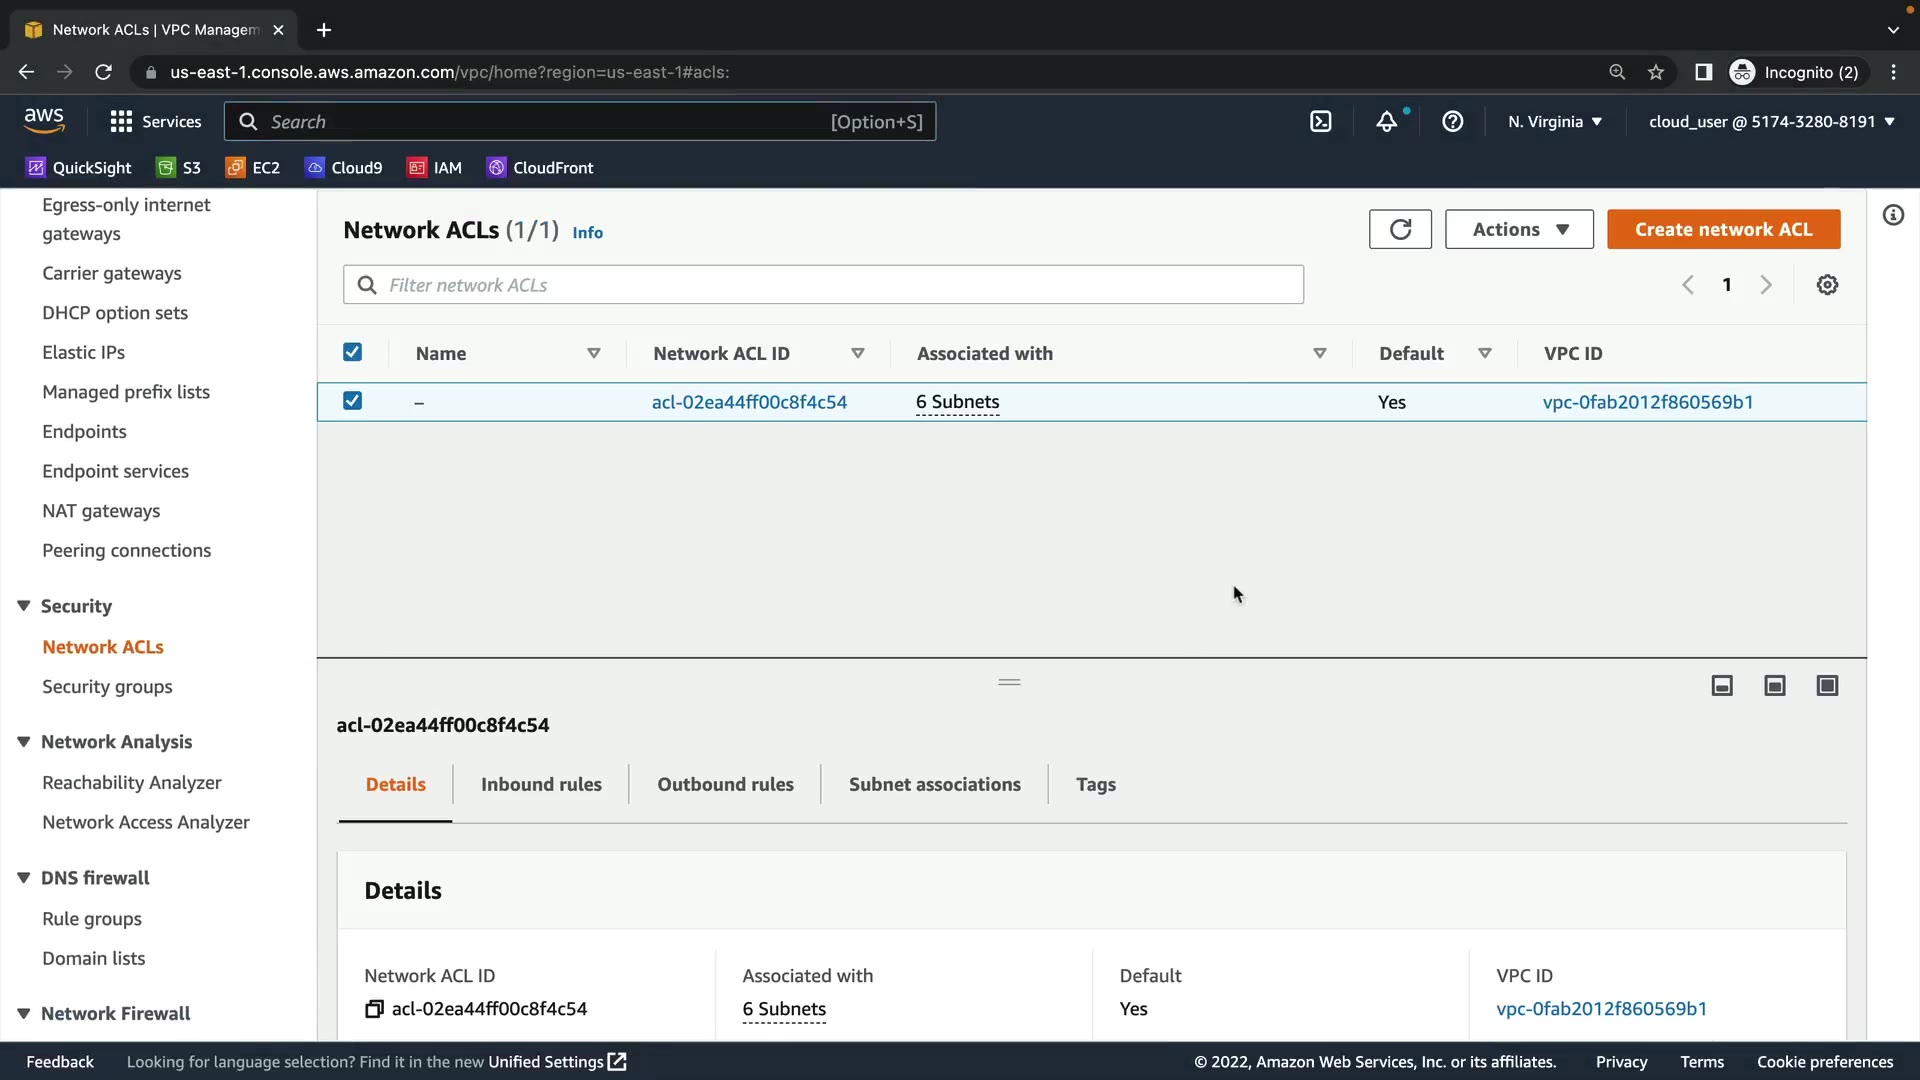 Network ACLs | VPC Managem
us-east-1.console.aws.amazon.com/vpc/home?region=us-east-1#acls:
Incognito (2)
aws
Services
Search
[Option+S]
N. Virginia
cloud_user @ 5174-3280-8191
QuickSight
S3
EC2
Cloud9
IAM
CloudFront
Egress-only internet
gateways
Carrier gateways
DHCP option sets
Elastic IPs
Managed prefix lists
Endpoints
Endpoint services
NAT gateways
Peering connections
Security
Network ACLs
Security groups
Network Analysis
Reachability Analyzer
Network Access Analyzer
DNS firewall
Rule groups
Domain lists
Network Firewall
Network ACLs (1/1) Info
Actions
Create network ACL
Filter network ACLs
1
Name
Network ACL ID
Associated with
Default
VPC ID
–
acl-02ea44ff00c8f4c54
6 Subnets
Yes
vpc-0fab2012f860569b1
acl-02ea44ff00c8f4c54
Details
Inbound rules
Outbound rules
Subnet associations
Tags
Details
Network ACL ID
acl-02ea44ff00c8f4c54
Associated with
6 Subnets
Default
Yes
VPC ID
vpc-0fab2012f860569b1
Feedback
Looking for language selection? Find it in the new Unified Settings
© 2022, Amazon Web Services, Inc. or its affiliates.
Privacy
Terms
Cookie preferences